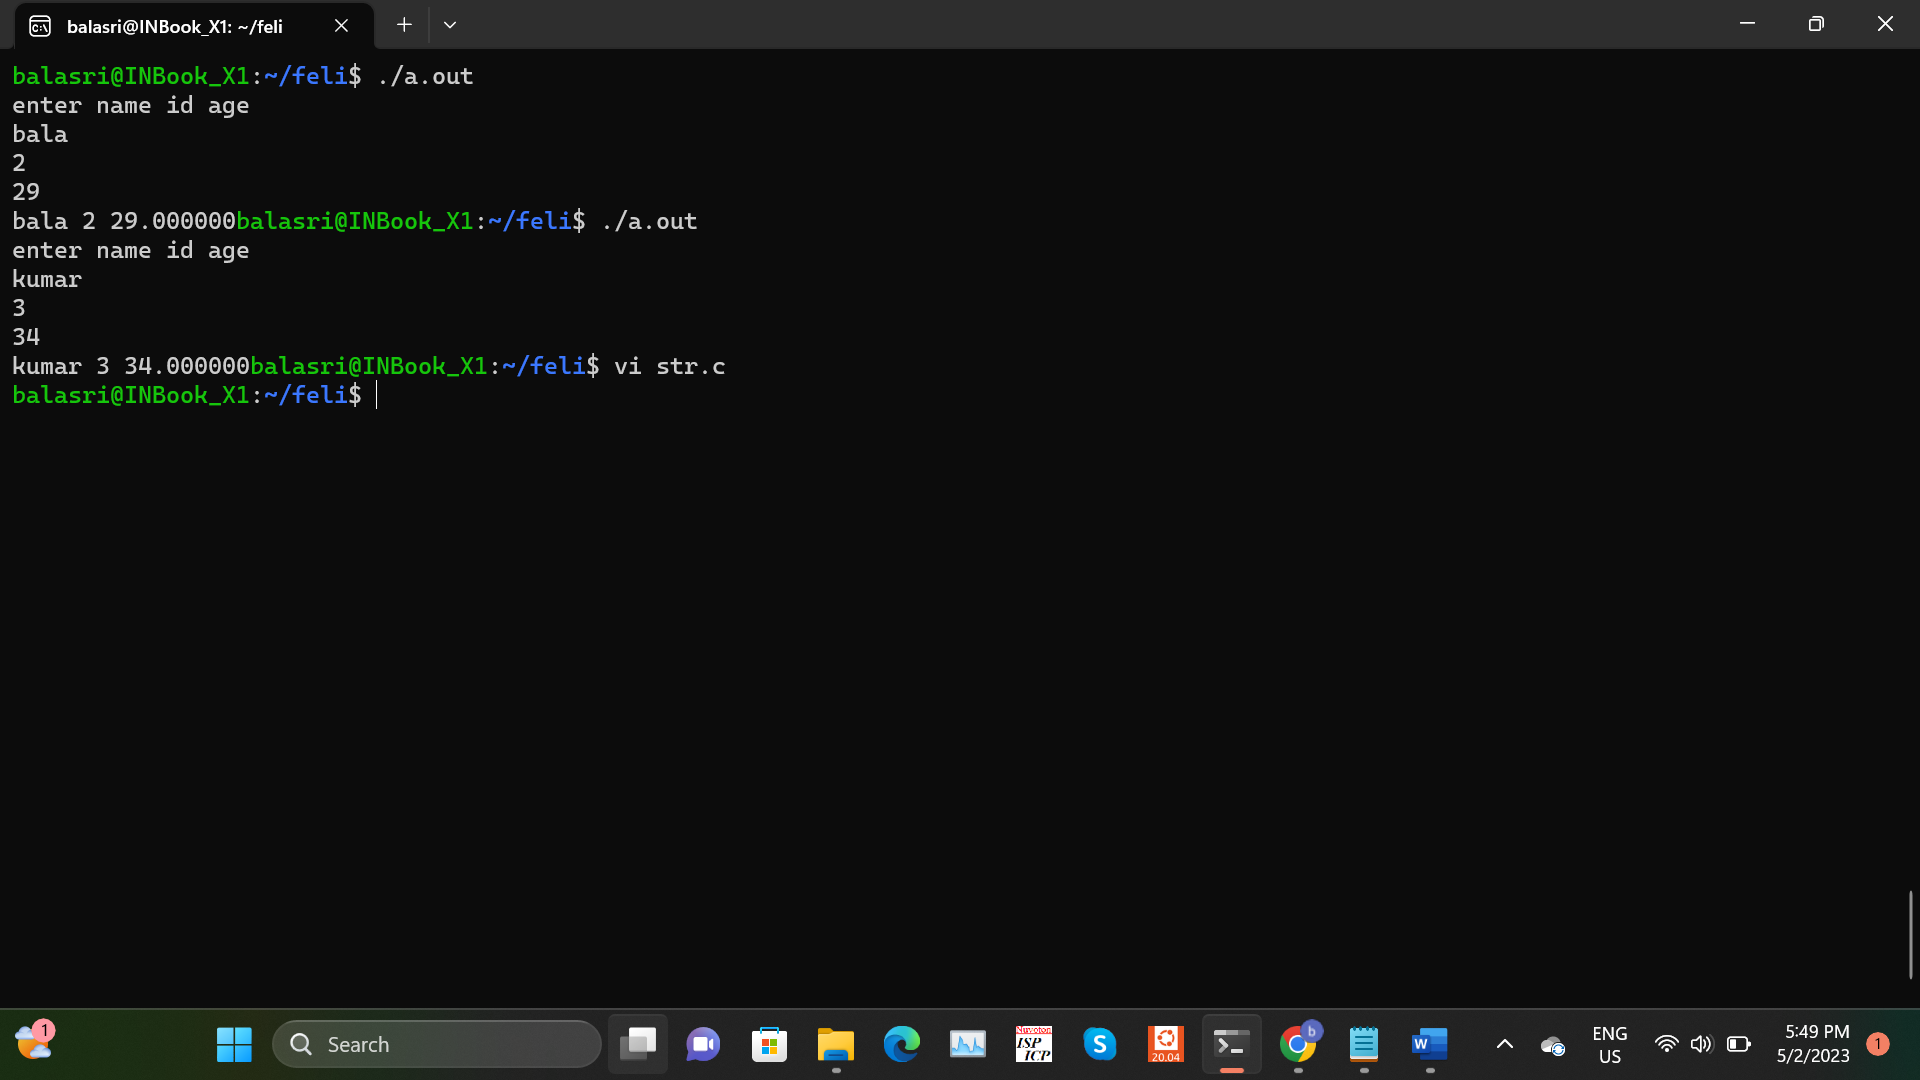 balasri@INBook_X1: ~/feli
balasri@INBook_X1:~/feli$ ./a.out
enter name id age
bala
2
29
bala 2 29.000000balasri@INBook_X1:~/feli$ ./a.out
enter name id age
kumar
3
34
kumar 3 34.000000balasri@INBook_X1:~/feli$ vi str.c
balasri@INBook_X1:~/feli$
1
Search
Nuvoton
ISP
ICP
S
20.04
b
W
ENG
US
5:49 PM
5/2/2023
1